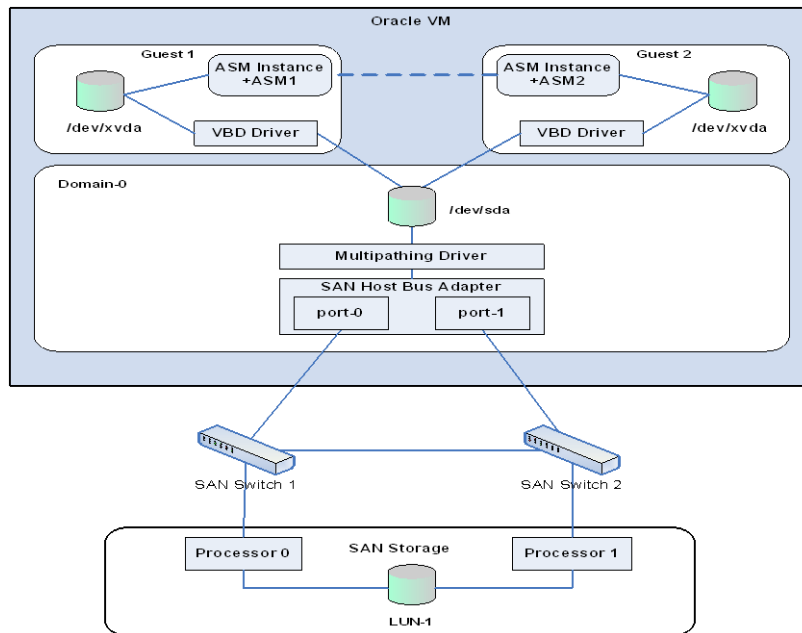 Oracle VM
Guest 1
ASM Instance
+ASM1
/dev/xvda
VBD Driver
Guest 2
ASM Instance
+ASM2
/dev/xvda
VBD Driver
Domain-0
/dev/sda
Multipathing Driver
SAN Host Bus Adapter
port-0
port-1
SAN Switch 1
SAN Switch 2
SAN Storage
Processor 0
Processor 1
LUN-1